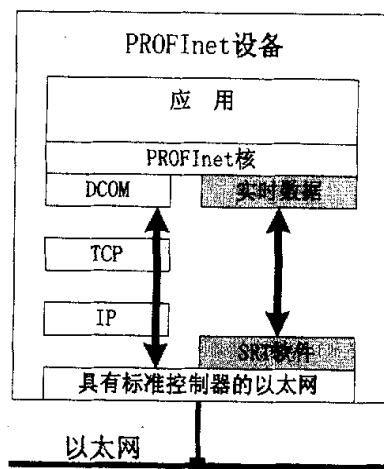 PROFInet设备
应 用
PROFInet核
DCOM
实时数据
TCP
IP
SRT软件
具有标准控制器的以太网
以太网